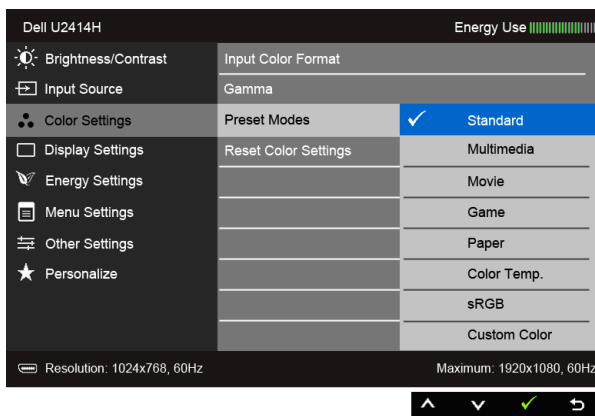 Dell U2414H Energy Use
Brightness/Contrast Input Color Format
Input Source Gamma
Color Settings Preset Modes Standard
Display Settings Reset Color Settings Multimedia
Energy Settings Movie
Menu Settings Game
Other Settings Paper
Personalize Color Temp.
sRGB
Custom Color
Resolution: 1024x768, 60Hz Maximum: 1920x1080, 60Hz